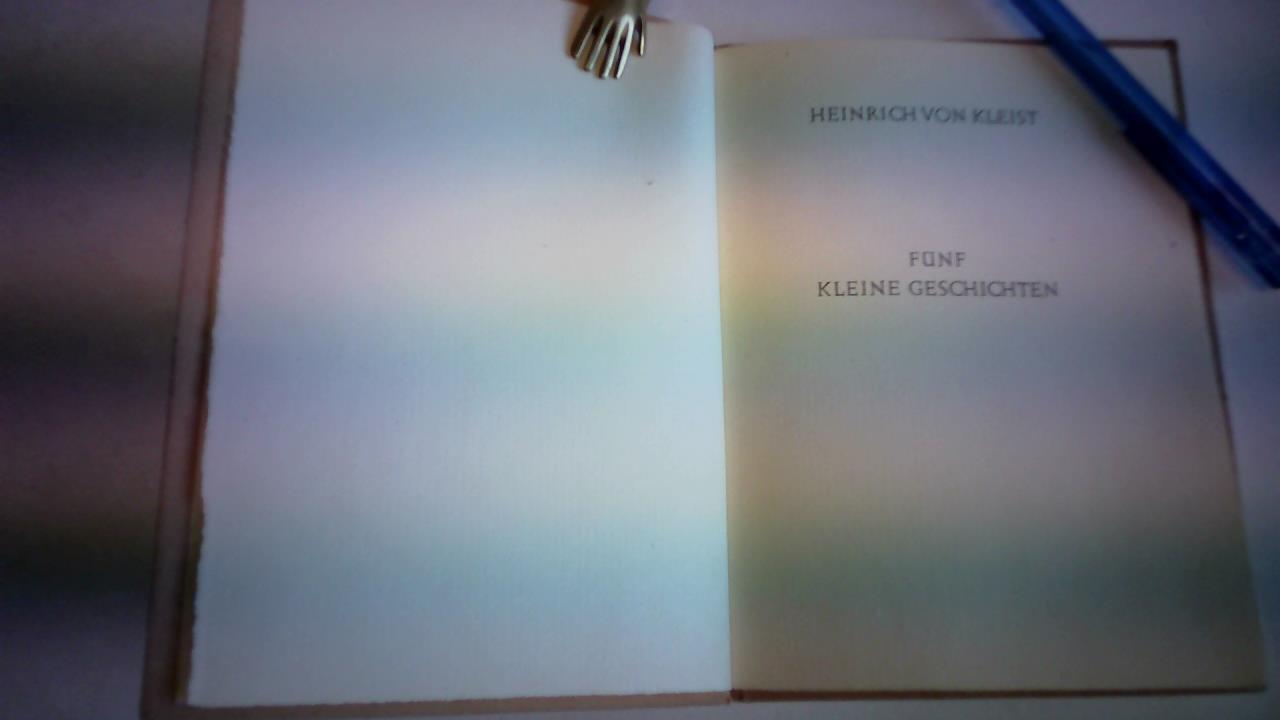 HEINRICH VON KLEIST
FÜNF
KLEINE GESCHICHTEN